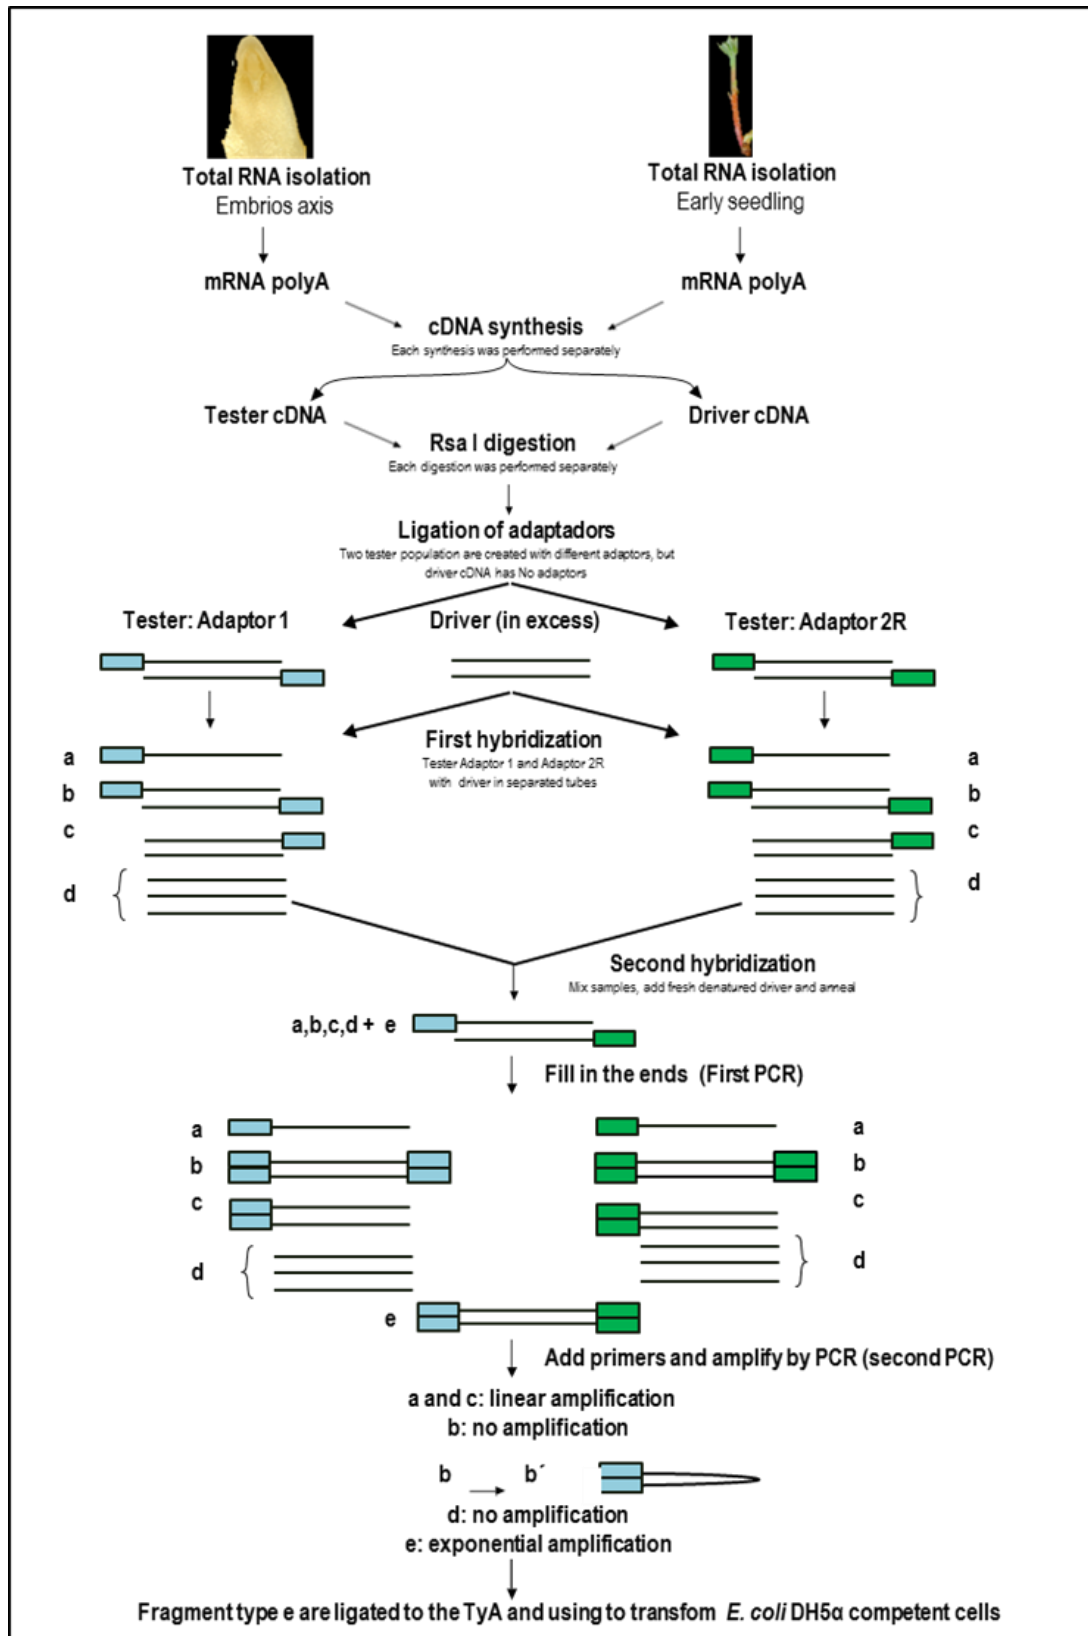 Total RNA isolation
Embrios axis
Total RNA isolation
Early seedling
mRNA polyA
mRNA polyA
cDNA synthesis
Each synthesis was performed separately
Tester cDNA
Driver cDNA
Rsa I digestion
Each digestion was performed separately
Ligation of adaptadors
Two tester population are created with different adaptors, but
driver cDNA has No adaptors
Tester: Adaptor 1
Driver (in excess)
Tester: Adaptor 2R
First hybridization
Tester Adaptor 1 and Adaptor 2R
with driver in separated tubes
a
b
c
d
a
b
c
d
Second hybridization
Mix samples, add fresh denatured driver and anneal
a,b,c,d + e
Fill in the ends (First PCR)
a
b
c
d
a
b
c
d
e
Add primers and amplify by PCR (second PCR)
a and c: linear amplification
b: no amplification
b b´
d: no amplification
e: exponential amplification
Fragment type e are ligated to the TyA and using to transfom E. coli DH5α competent cells